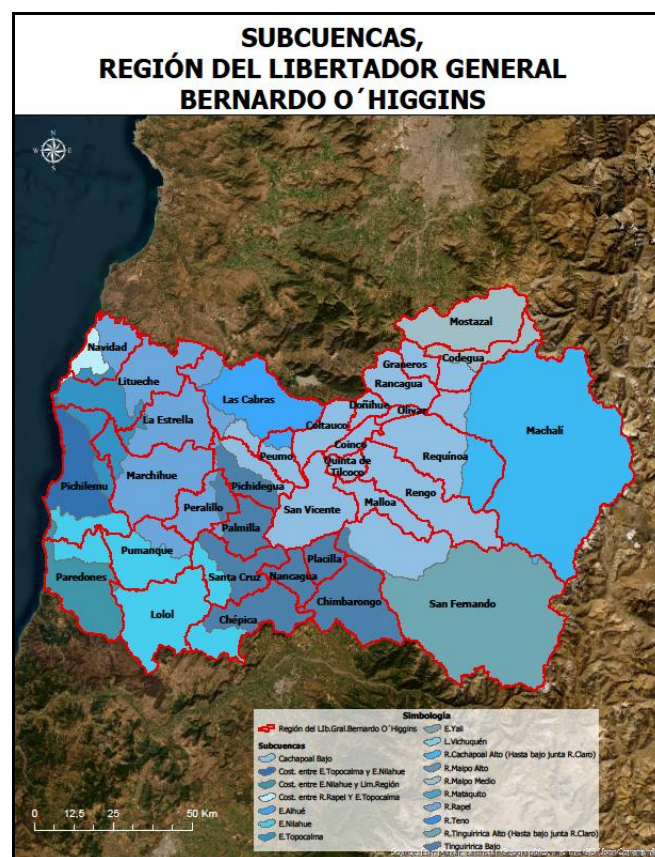 SUBCUENCAS,
REGIÓN DEL LIBERTADOR GENERAL
BERNARDO O´HIGGINS
N
W E
S
Mostazal
Navidad
Codegua
Graneros
Litueche
Rancagua
Las Cabras
Doñihue
Olivar
La Estrella
Coltauco
Machalí
Coinco
Peumo
Requínoa
Quinta de
Tilcoco
Marchihue
Pichilemu
Pichidegua
Rengo
Peralillo
Malloa
San Vicente
Palmilla
Pumanque
Placilla
Paredones
Santa Cruz
Nancagua
San Fernando
Lolol
Chimbarongo
Chépica
Simbología
Región del LIb.Gral.Bernardo O´Higgins
Subcuencas
Cachapoal Bajo
Cost. entre E.Topocalma y E.Nilahue
Cost. entre E.Nilahue y Lim.Región
Cost. entre R.Rapel Y E.Topocalma
E.Alhué
E.Nilahue
E.Topocalma
E.Yali
L.Vichuquén
R.Cachapoal Alto (Hasta bajo junta R.Claro)
R.Maipo Alto
R.Maipo Medio
R.Mataquito
R.Rapel
R.Teno
R.Tinguiririca Alto (Hasta bajo junta R.Claro)
Tinguiririca Bajo
0 12,5 25 50 Km